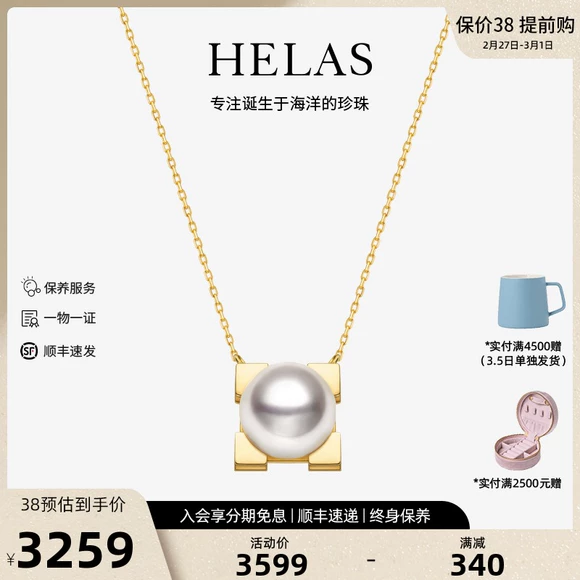 保价38 提前购
2月27日-3月1日
HELAS
专注诞生于海洋的珍珠
保养服务
一物一证
SF 顺丰速发
*实付满4500赠
(3.5日单独发货)
*实付满2500元赠
38预估到手价
¥3259
入会享分期免息 | 顺丰速递 | 终身保养
活动价 满减
3599 - 340